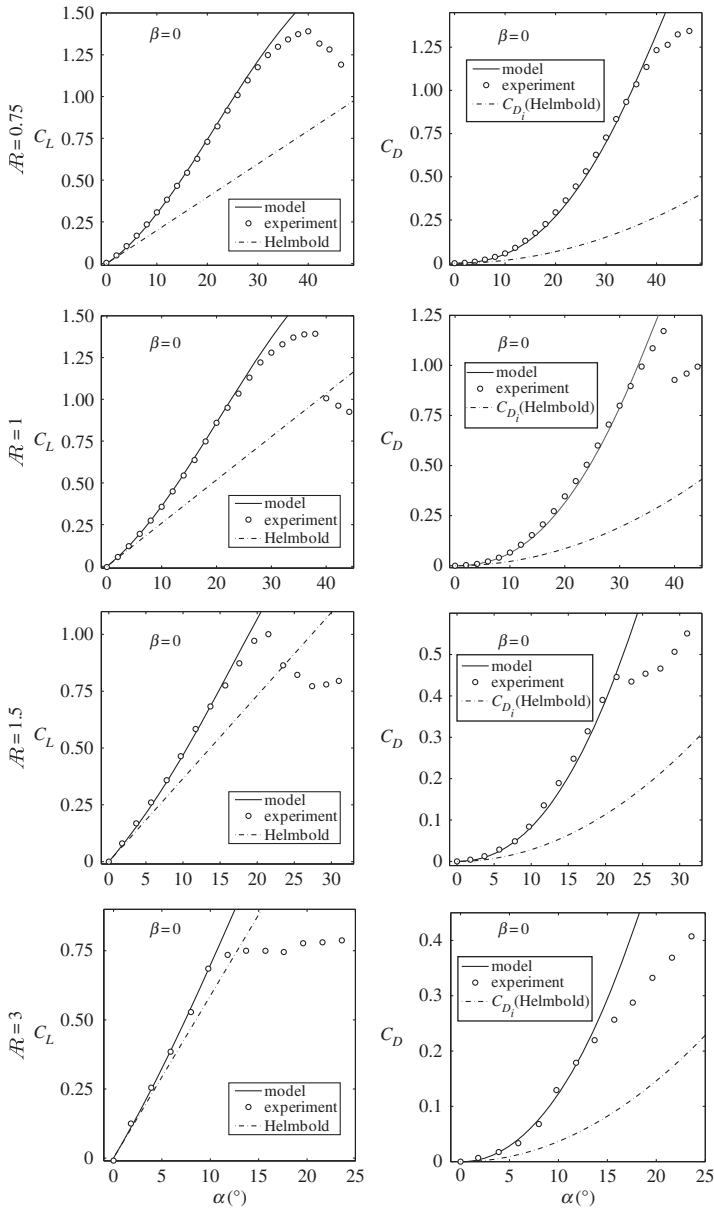 1.50
1.25
1.00
0.75
0.50
0.25
0
C_L
Æ=0.75
β=0
model
experiment
Helmbold
0 10 20 30 40
1.25
1.00
0.75
0.50
0.25
0
C_D
β=0
model
experiment
C_{D_i}(Helmbold)
0 10 20 30 40
1.50
1.25
1.00
0.75
0.50
0.25
0
C_L
Æ=1
β=0
model
experiment
Helmbold
0 10 20 30 40
1.25
1.00
0.75
0.50
0.25
0
C_D
β=0
model
experiment
C_{D_i}(Helmbold)
0 10 20 30 40
1.00
0.75
0.50
0.25
0
C_L
Æ=1.5
β=0
model
experiment
Helmbold
0 5 10 15 20 25 30
0.5
0.4
0.3
0.2
0.1
0
C_D
β=0
model
experiment
C_{D_i}(Helmbold)
0 5 10 15 20 25 30
0.75
0.50
0.25
0
C_L
Æ=3
β=0
model
experiment
Helmbold
0 5 10 15 20 25
α(°)
0.4
0.3
0.2
0.1
0
C_D
β=0
model
experiment
C_{D_i}(Helmbold)
0 5 10 15 20 25
α(°)